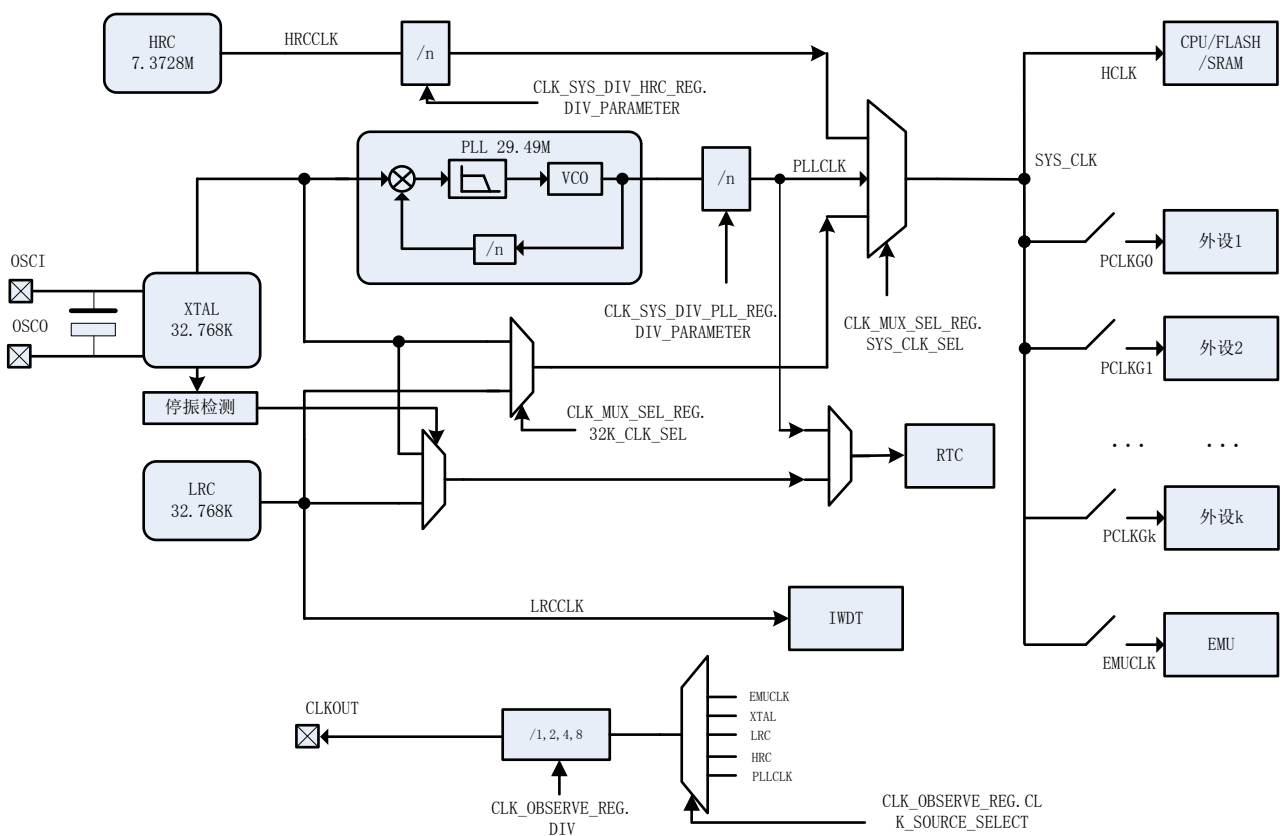 HRC
7.3728M
HRCCLK
/n
CLK_SYS_DIV_HRC_REG.
DIV_PARAMETER
CPU/FLASH
/SRAM
HCLK
PLL 29.49M
VCO
/n
/n
PLLCLK
SYS_CLK
CLK_SYS_DIV_PLL_REG.
DIV_PARAMETER
CLK_MUX_SEL_REG.
SYS_CLK_SEL
外设1
PCLKG0
外设2
PCLKG1
... ...
外设k
PCLKGk
EMU
EMUCLK
OSCI
OSCO
XTAL
32.768K
停振检测
CLK_MUX_SEL_REG.
32K_CLK_SEL
RTC
LRC
32.768K
LRCCLK
IWDT
CLKOUT
/1,2,4,8
CLK_OBSERVE_REG.
DIV
EMUCLK
XTAL
LRC
HRC
PLLCLK
CLK_OBSERVE_REG.CL
K_SOURCE_SELECT